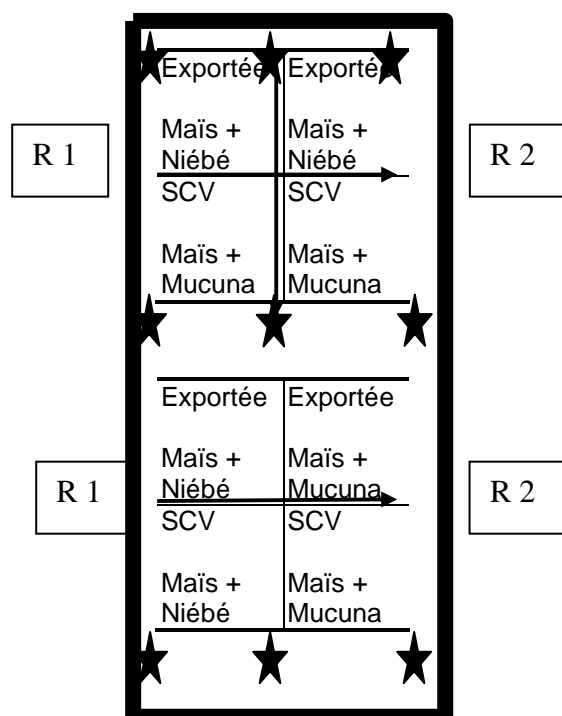 Exportée Exportée
R 1
Maïs + Maïs +
Niébé Niébé
R 2
SCV SCV
Maïs + Maïs +
Mucuna Mucuna
Exportée Exportée
Maïs + Maïs +
Niébé Mucuna
R 1
R 2
SCV SCV
Maïs + Maïs +
Niébé Mucuna